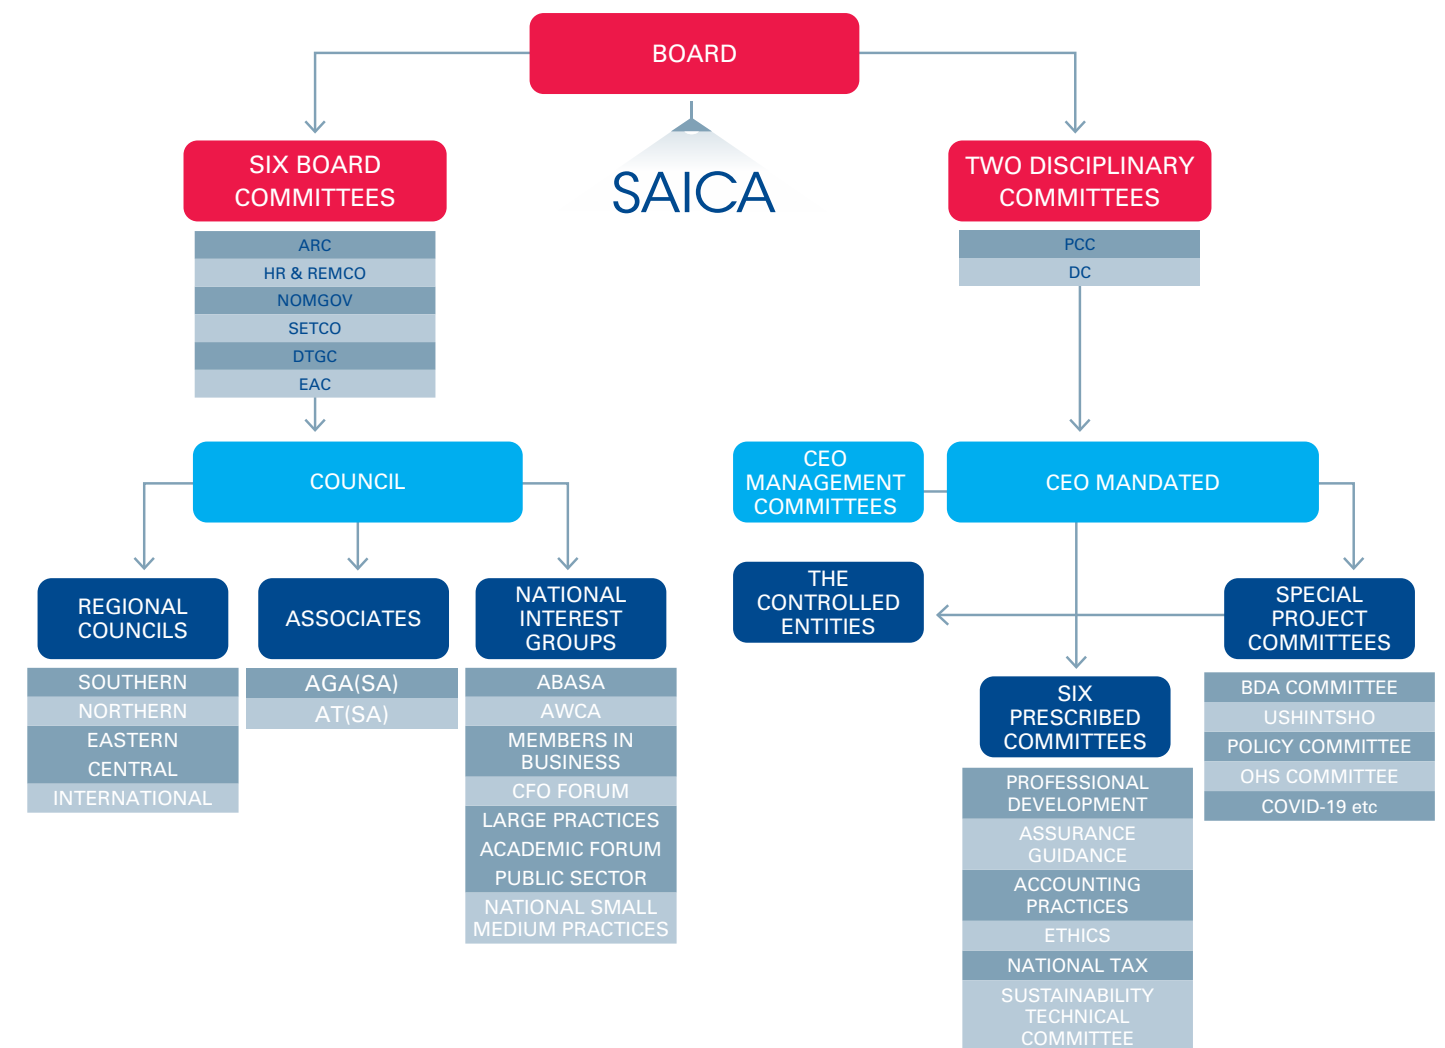 BOARD
SAICA
SIX BOARD
COMMITTEES
ARC
HR & REMCO
NOMGOV
SETCO
DTGC
EAC
TWO DISCIPLINARY
COMMITTEES
PCC
DC
COUNCIL
REGIONAL
COUNCILS
SOUTHERN
NORTHERN
EASTERN
CENTRAL
INTERNATIONAL
ASSOCIATES
AGA(SA)
AT(SA)
NATIONAL
INTEREST
GROUPS
ABASA
AWCA
MEMBERS IN
BUSINESS
CFO FORUM
LARGE PRACTICES
ACADEMIC FORUM
PUBLIC SECTOR
NATIONAL SMALL
MEDIUM PRACTICES
CEO
MANAGEMENT
COMMITTEES
CEO MANDATED
THE
CONTROLLED
ENTITIES
SIX
PRESCRIBED
COMMITTEES
PROFESSIONAL
DEVELOPMENT
ASSURANCE
GUIDANCE
ACCOUNTING
PRACTICES
ETHICS
NATIONAL TAX
SUSTAINABILITY
TECHNICAL
COMMITTEE
SPECIAL
PROJECT
COMMITTEES
BDA COMMITTEE
USHINTSHO
POLICY COMMITTEE
OHS COMMITTEE
COVID-19 etc